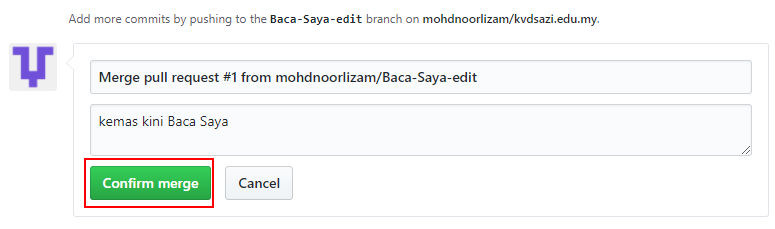 Add more commits by pushing to the Baca-Saya-edit branch on mohdnoorlizam/kvdsazi.edu.my.
Merge pull request #1 from mohdnoorlizam/Baca-Saya-edit
kemas kini Baca Saya
Confirm merge Cancel